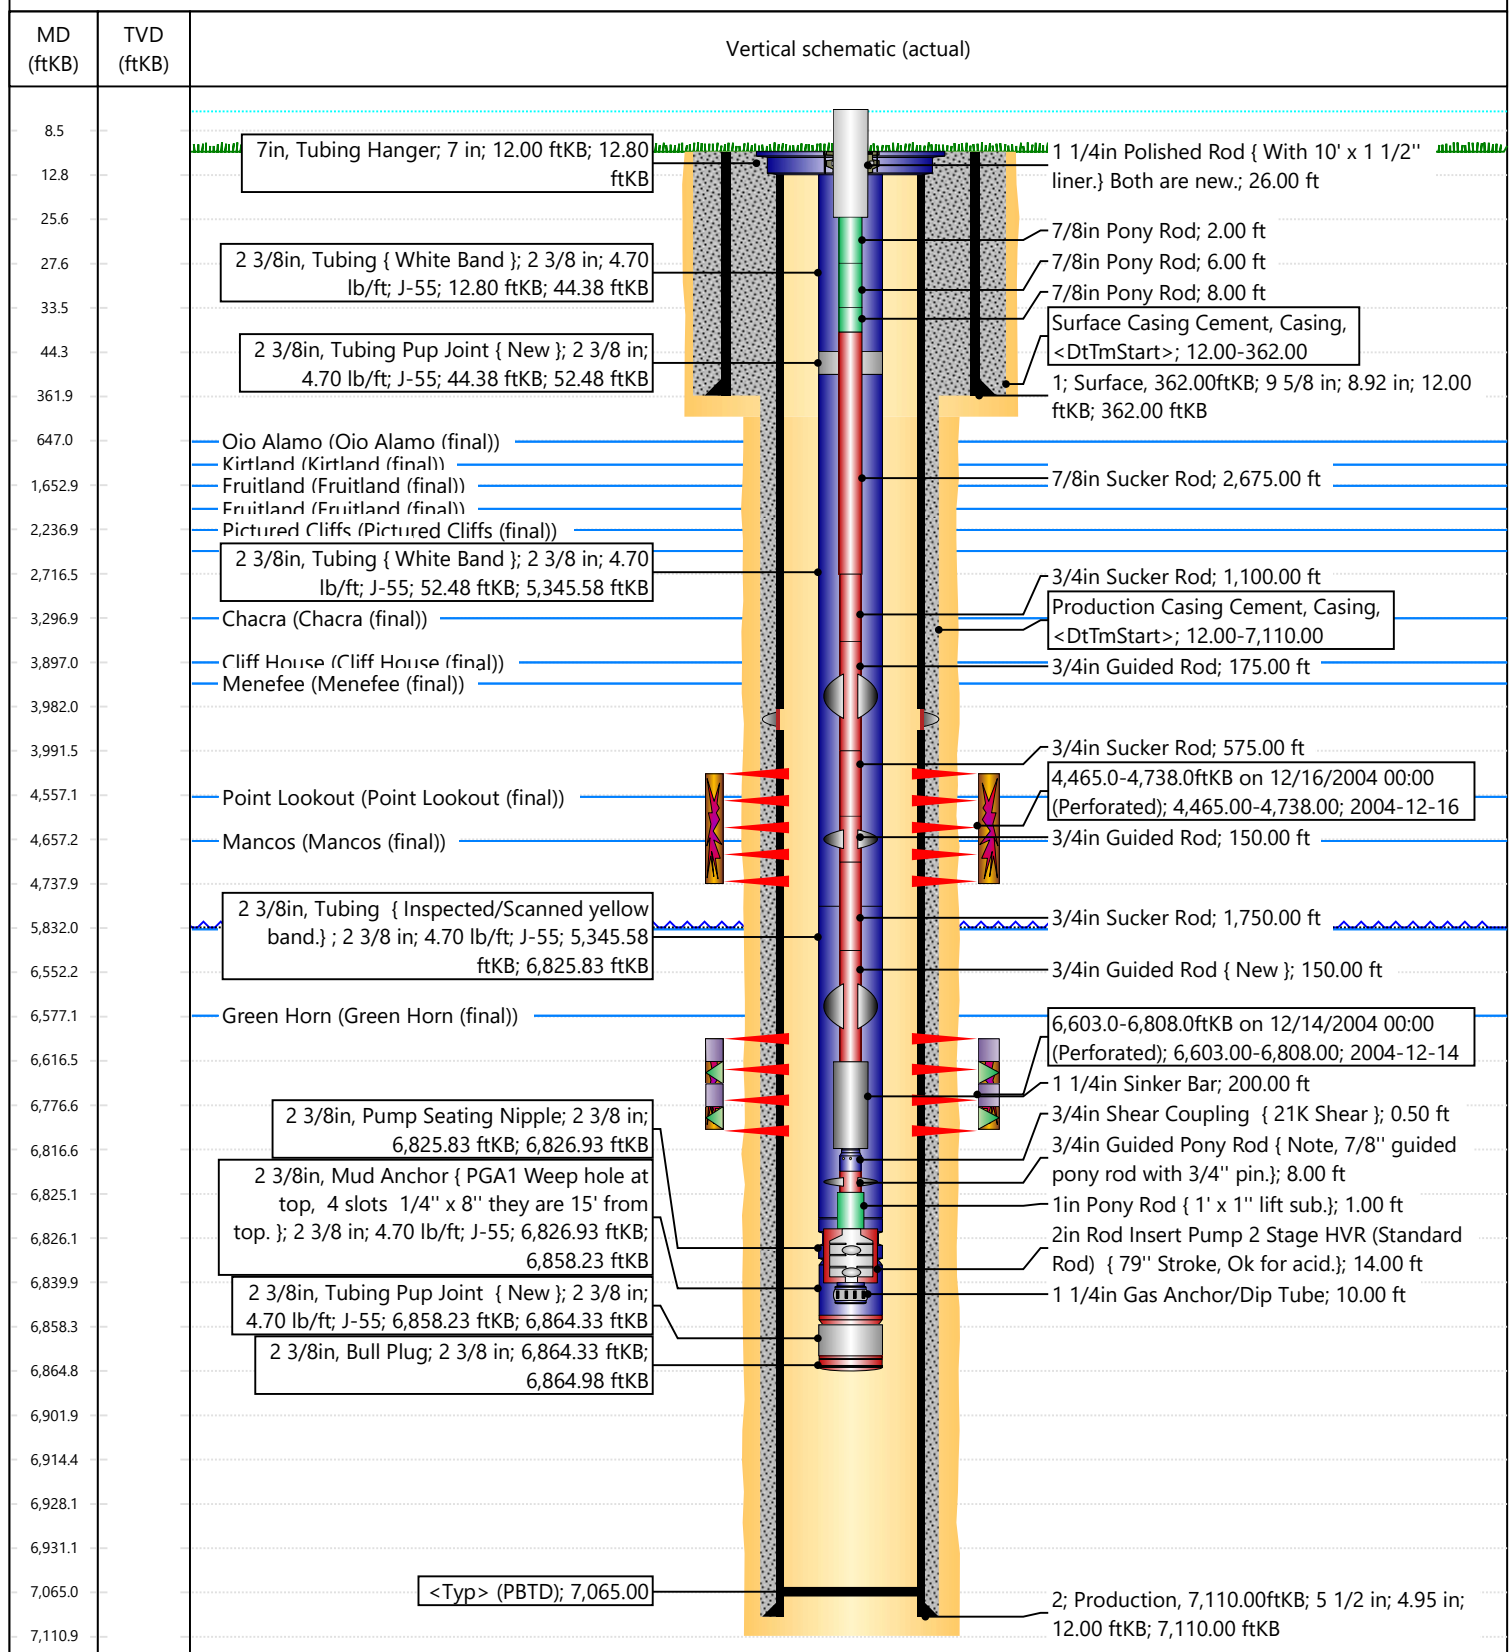 MD
(ftKB)
TVD
(ftKB)
Vertical schematic (actual)
8.5
12.8
25.6
27.6
33.5
44.3
361.9
647.0
1,652.9
2,236.9
2,716.5
3,296.9
3,897.0
3,982.0
3,991.5
4,557.1
4,657.2
4,737.9
5,832.0
6,552.2
6,577.1
6,616.5
6,776.6
6,816.6
6,825.1
6,826.1
6,839.9
6,858.3
6,864.8
6,901.9
6,914.4
6,928.1
6,931.1
7,065.0
7,110.9
7in, Tubing Hanger; 7 in; 12.00 ftKB; 12.80
ftKB
2 3/8in, Tubing { White Band }; 2 3/8 in; 4.70
lb/ft; J-55; 12.80 ftKB; 44.38 ftKB
2 3/8in, Tubing Pup Joint { New }; 2 3/8 in;
4.70 lb/ft; J-55; 44.38 ftKB; 52.48 ftKB
Oio Alamo (Oio Alamo (final))
Kirtland (Kirtland (final))
Fruitland (Fruitland (final))
Fruitland (Fruitland (final))
Pictured Cliffs (Pictured Cliffs (final))
2 3/8in, Tubing { White Band }; 2 3/8 in; 4.70
lb/ft; J-55; 52.48 ftKB; 5,345.58 ftKB
Chacra (Chacra (final))
Cliff House (Cliff House (final))
Menefee (Menefee (final))
Point Lookout (Point Lookout (final))
Mancos (Mancos (final))
2 3/8in, Tubing  { Inspected/Scanned yellow
band.} ; 2 3/8 in; 4.70 lb/ft; J-55; 5,345.58
ftKB; 6,825.83 ftKB
Green Horn (Green Horn (final))
2 3/8in, Pump Seating Nipple; 2 3/8 in;
6,825.83 ftKB; 6,826.93 ftKB
2 3/8in, Mud Anchor { PGA1 Weep hole at
top,  4 slots  1/4'' x 8'' they are 15' from
top. }; 2 3/8 in; 4.70 lb/ft; J-55; 6,826.93 ftKB;
6,858.23 ftKB
2 3/8in, Tubing Pup Joint  { New }; 2 3/8 in;
4.70 lb/ft; J-55; 6,858.23 ftKB; 6,864.33 ftKB
2 3/8in, Bull Plug; 2 3/8 in; 6,864.33 ftKB;
6,864.98 ftKB
<Typ> (PBTD); 7,065.00
1 1/4in Polished Rod { With 10' x 1 1/2''
liner.} Both are new.; 26.00 ft
7/8in Pony Rod; 2.00 ft
7/8in Pony Rod; 6.00 ft
7/8in Pony Rod; 8.00 ft
Surface Casing Cement, Casing,
<DtTmStart>; 12.00-362.00
1; Surface, 362.00ftKB; 9 5/8 in; 8.92 in; 12.00
ftKB; 362.00 ftKB
7/8in Sucker Rod; 2,675.00 ft
3/4in Sucker Rod; 1,100.00 ft
Production Casing Cement, Casing,
<DtTmStart>; 12.00-7,110.00
3/4in Guided Rod; 175.00 ft
3/4in Sucker Rod; 575.00 ft
4,465.0-4,738.0ftKB on 12/16/2004 00:00
(Perforated); 4,465.00-4,738.00; 2004-12-16
3/4in Guided Rod; 150.00 ft
3/4in Sucker Rod; 1,750.00 ft
3/4in Guided Rod { New }; 150.00 ft
6,603.0-6,808.0ftKB on 12/14/2004 00:00
(Perforated); 6,603.00-6,808.00; 2004-12-14
1 1/4in Sinker Bar; 200.00 ft
3/4in Shear Coupling  { 21K Shear }; 0.50 ft
3/4in Guided Pony Rod { Note, 7/8'' guided
pony rod with 3/4'' pin.}; 8.00 ft
1in Pony Rod { 1' x 1'' lift sub.}; 1.00 ft
2in Rod Insert Pump 2 Stage HVR (Standard
Rod)  { 79'' Stroke, Ok for acid.}; 14.00 ft
1 1/4in Gas Anchor/Dip Tube; 10.00 ft
2; Production, 7,110.00ftKB; 5 1/2 in; 4.95 in;
12.00 ftKB; 7,110.00 ftKB